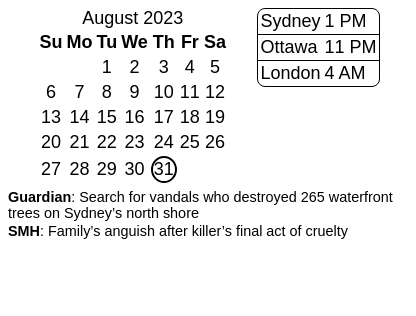 August 2023
Su Mo Tu We Th Fr Sa
1 2 3 4 5
6 7 8 9 10 11 12
13 14 15 16 17 18 19
20 21 22 23 24 25 26
27 28 29 30 31
Sydney 1 PM
Ottawa 11 PM
London 4 AM
Guardian: Search for vandals who destroyed 265 waterfront
trees on Sydney’s north shore
SMH: Family’s anguish after killer’s final act of cruelty